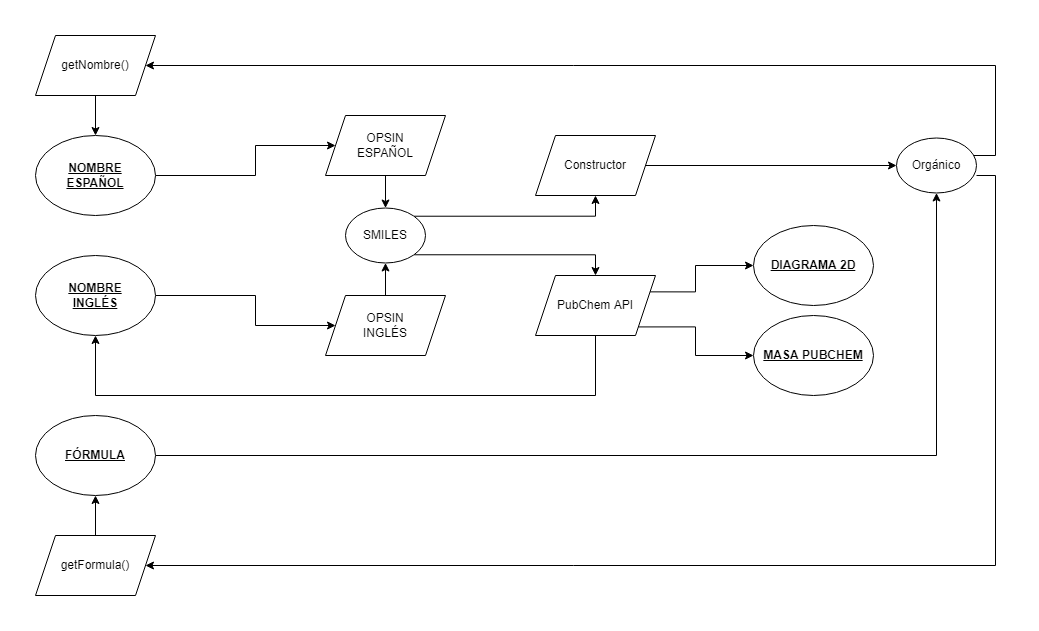 getNombre()
NOMBRE
ESPAÑOL
OPSIN
ESPAÑOL
Constructor
Orgánico
SMILES
NOMBRE
INGLÉS
OPSIN
INGLÉS
PubChem API
DIAGRAMA 2D
MASA PUBCHEM
FÓRMULA
getFormula()